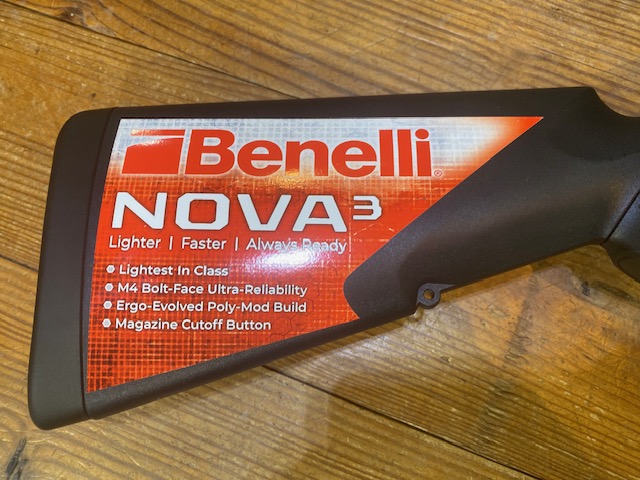 Benelli®
NOVA³
Lighter | Faster | Always Ready
Lightest In Class
M4 Bolt-Face Ultra-Reliability
Ergo-Evolved Poly-Mod Build
Magazine Cutoff Button